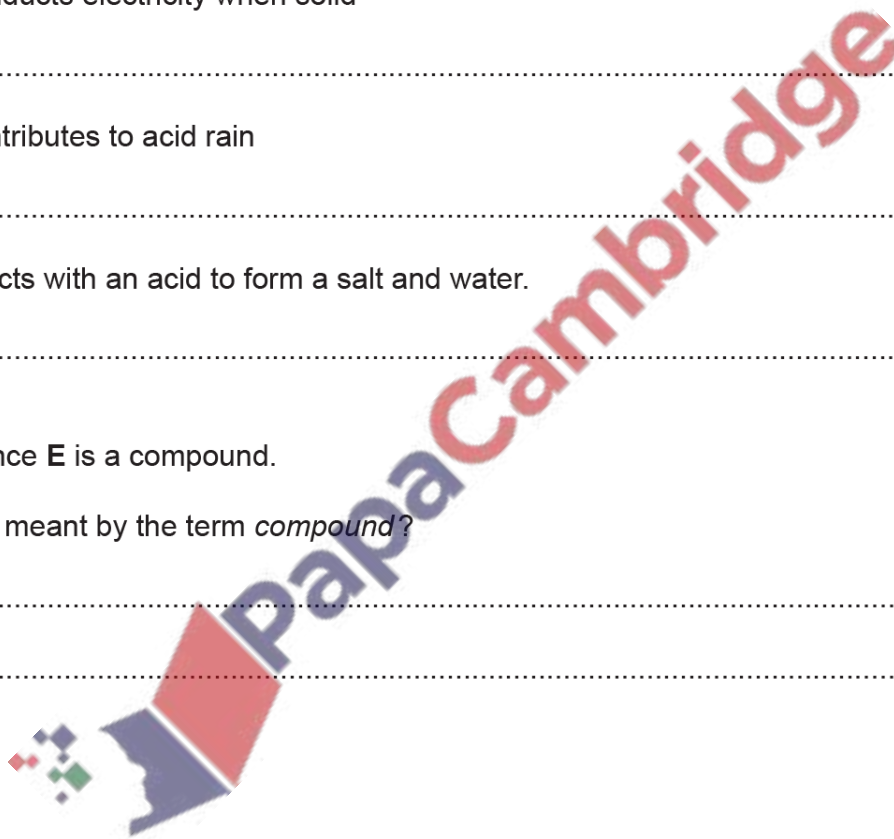 ducts electricity when solid
tributes to acid rain
cts with an acid to form a salt and water.
nce E is a compound.
meant by the term compound?
PapaCambridge